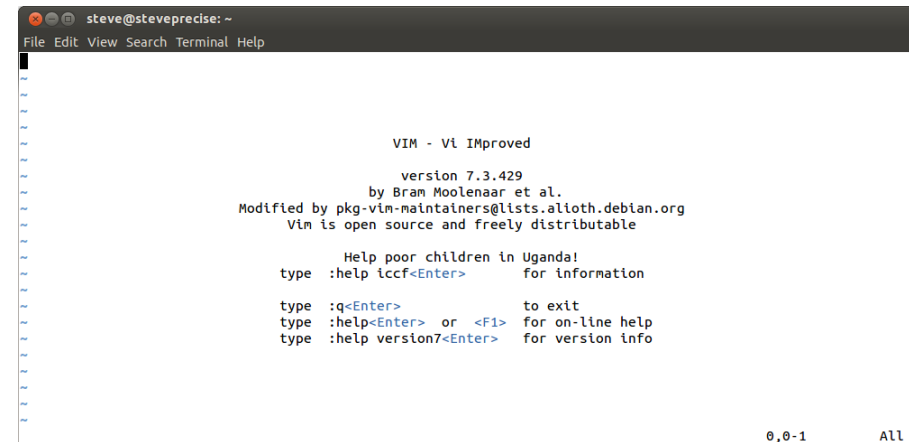 steve@steveprecise: ~
File Edit View Search Terminal Help
~
~
~
~
~ VIM - Vi IMproved
~
~ version 7.3.429
~ by Bram Moolenaar et al.
~ Modified by pkg-vim-maintainers@lists.alioth.debian.org
~ Vim is open source and freely distributable
~
~ Help poor children in Uganda!
~ type :help iccf<Enter> for information
~
~ type :q<Enter> to exit
~ type :help<Enter> or <F1> for on-line help
~ type :help version7<Enter> for version info
~
~
~
~
~
0,0-1 All